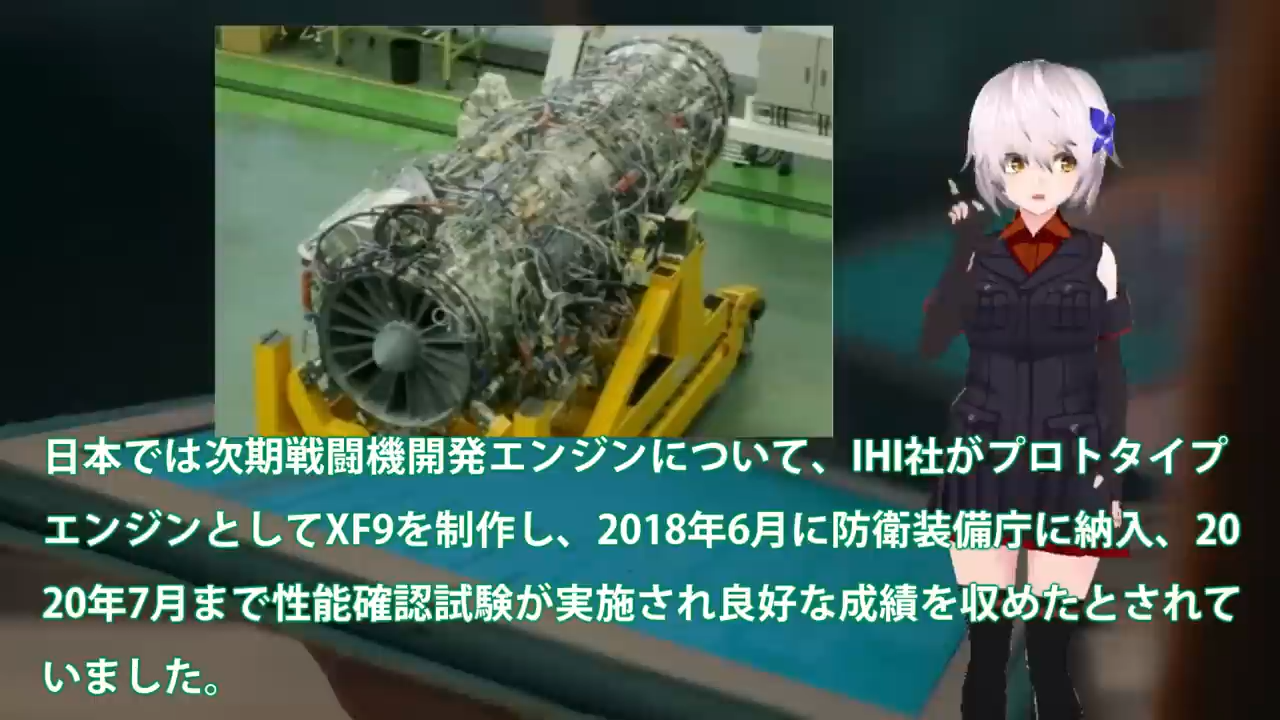 日本では次期戦闘機開発エンジンについて、IHI社がプロトタイプ
エンジンとしてXF9を制作し、2018年6月に防衛装備庁に納入、20
20年7月まで性能確認試験が実施され良好な成績を収めたとされて
いました。